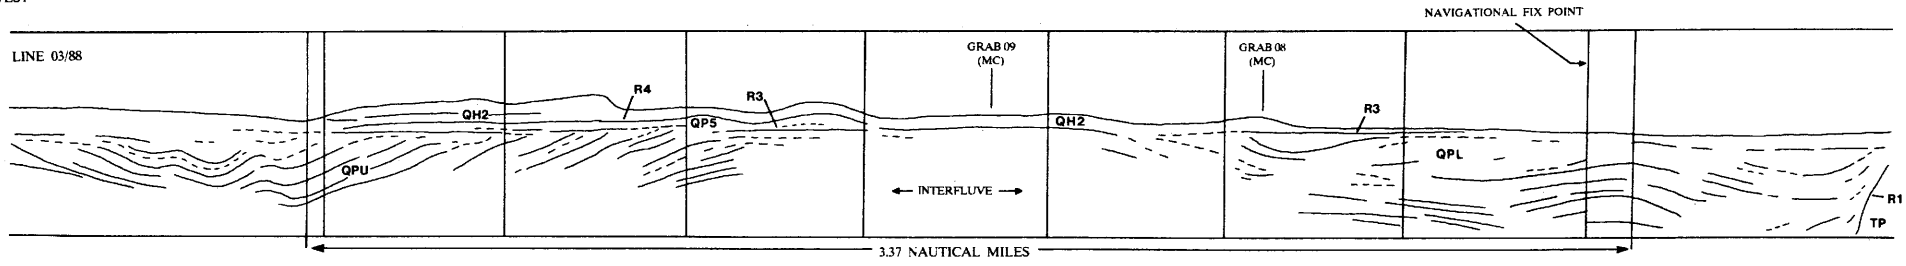 NAVIGATIONAL FIX POINT
LINE 03/88
GRAB 09
(MC)
GRAB 08
(MC)
R4
R3
R3
QH2
QP5
QH2
QPU
QPL
INTERFLUVE
R1
TP
3.37 NAUTICAL MILES